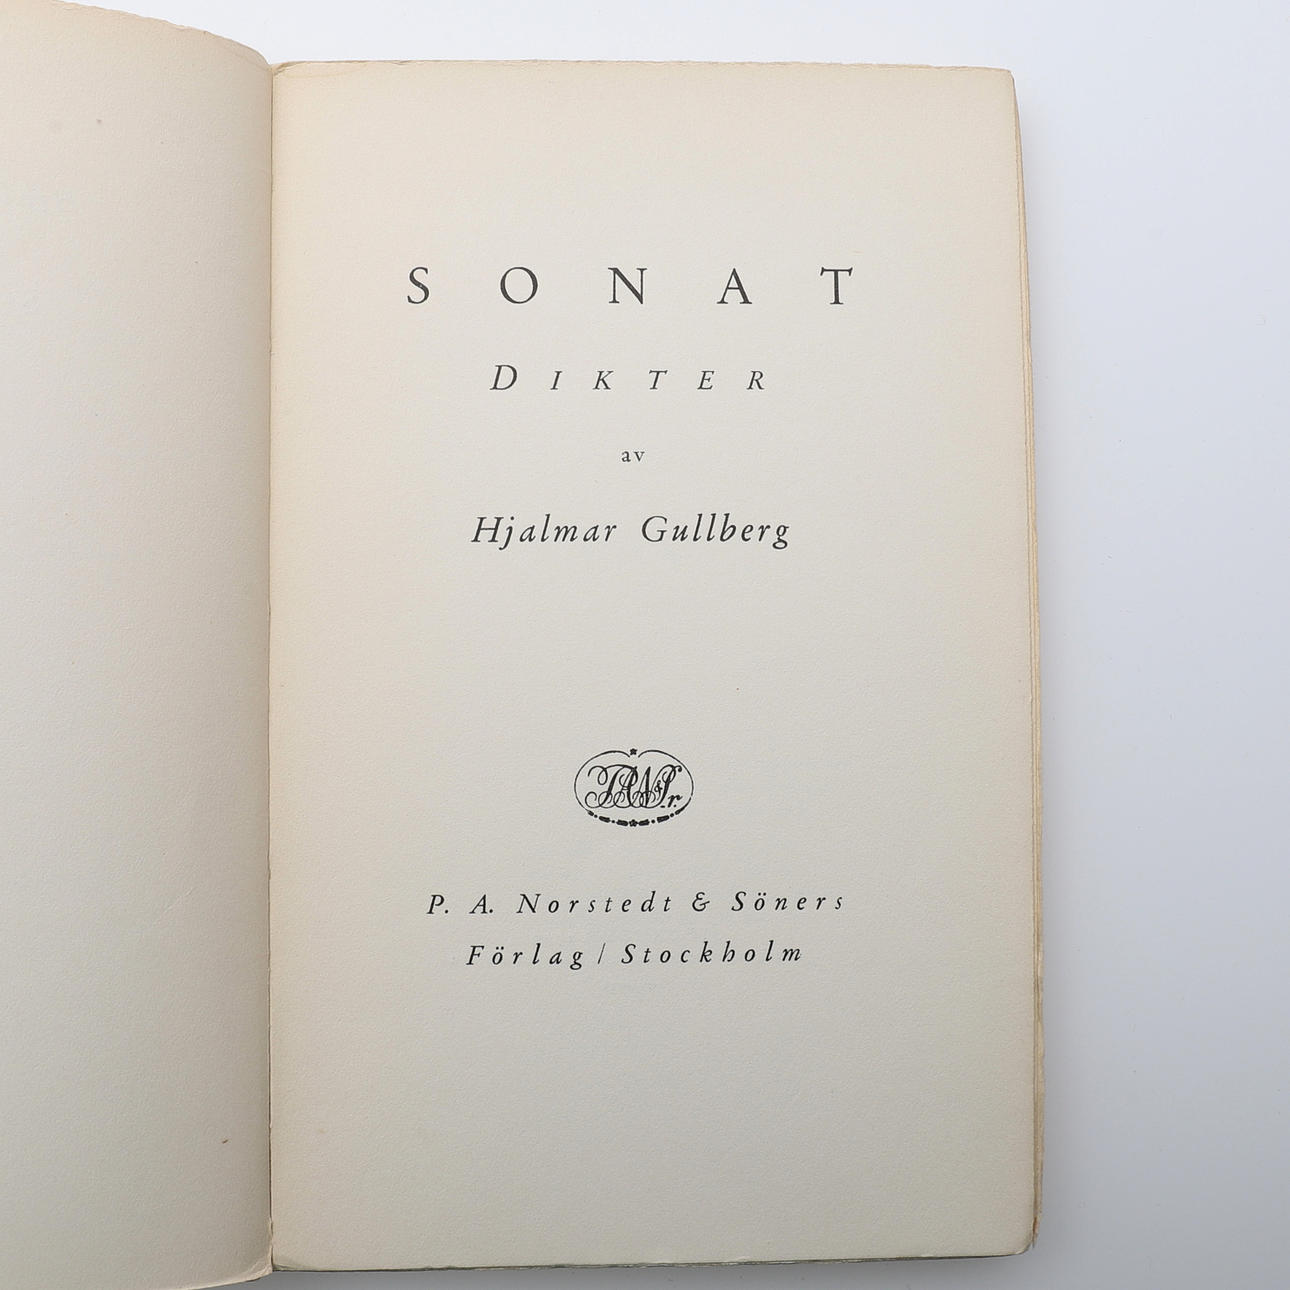 SONAT
DIKTER
av
Hjalmar Gullberg
P. A. Norstedt & Söners
Förlag / Stockholm